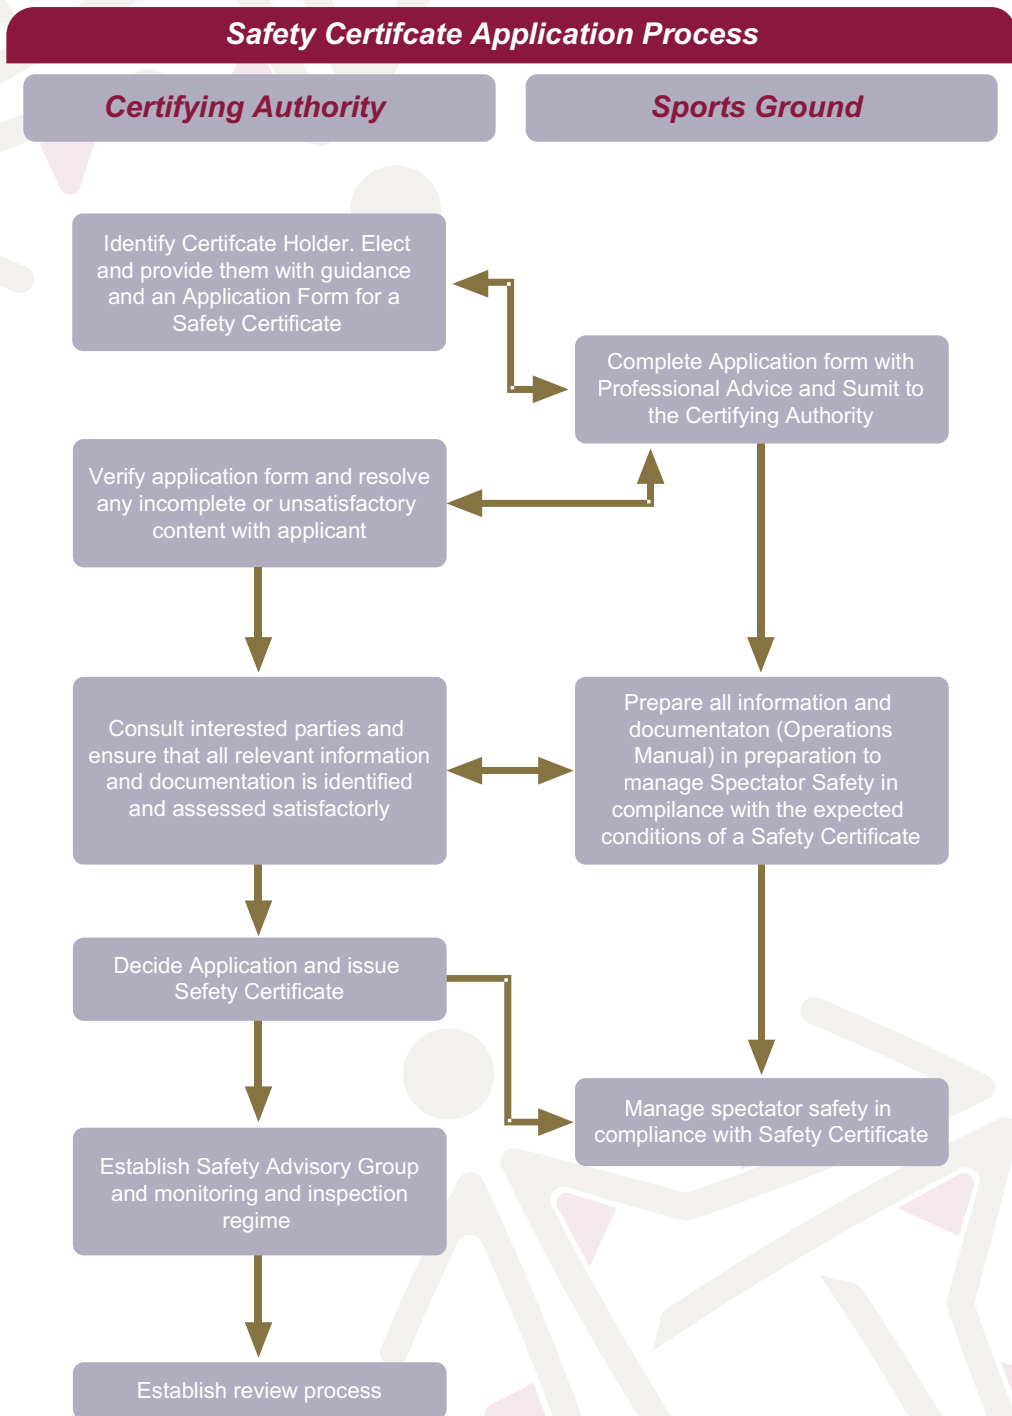 Safety Certifcate Application Process
Certifying Authority
Sports Ground
Identify Certifcate Holder. Elect
and provide them with guidance
and an Application Form for a
Safety Certificate
Complete Application form with
Professional Advice and Sumit to
the Certifying Authority
Verify application form and resolve
any incomplete or unsatisfactory
content with applicant
Consult interested parties and
ensure that all relevant information
and documentation is identified
and assessed satisfactorily
Prepare all information and
documentaton (Operations
Manual) in preparation to
manage Spectator Safety in
compliance with the expected
conditions of a Safety Certificate
Decide Application and issue
Sefety Certificate
Manage spectator safety in
compliance with Safety Certificate
Establish Safety Advisory Group
and monitoring and inspection
regime
Establish review process